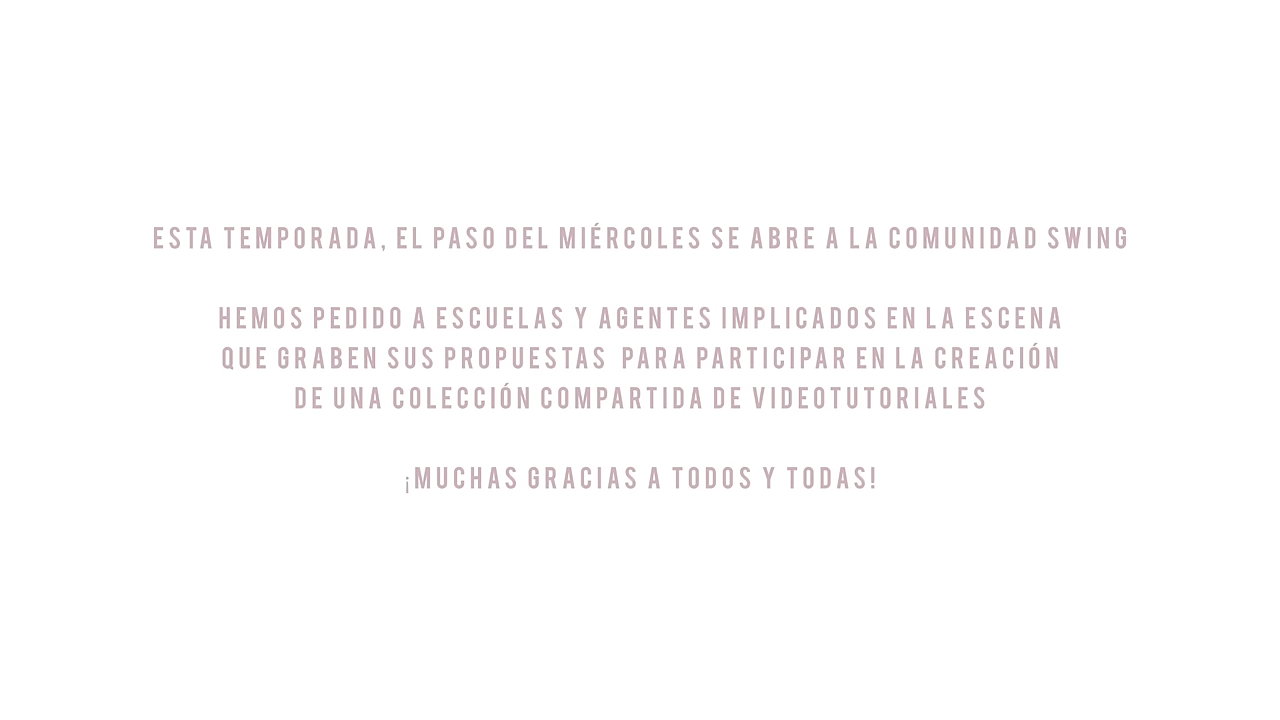 ESTA TEMPORADA, EL PASO DEL MIÉRCOLES SE ABRE A LA COMUNIDAD SWING
HEMOS PEDIDO A ESCUELAS Y AGENTES IMPLICADOS EN LA ESCENA
QUE GRABEN SUS PROPUESTAS PARA PARTICIPAR EN LA CREACIÓN
DE UNA COLECCIÓN COMPARTIDA DE VIDEOTUTORIALES
¡MUCHAS GRACIAS A TODOS Y TODAS!